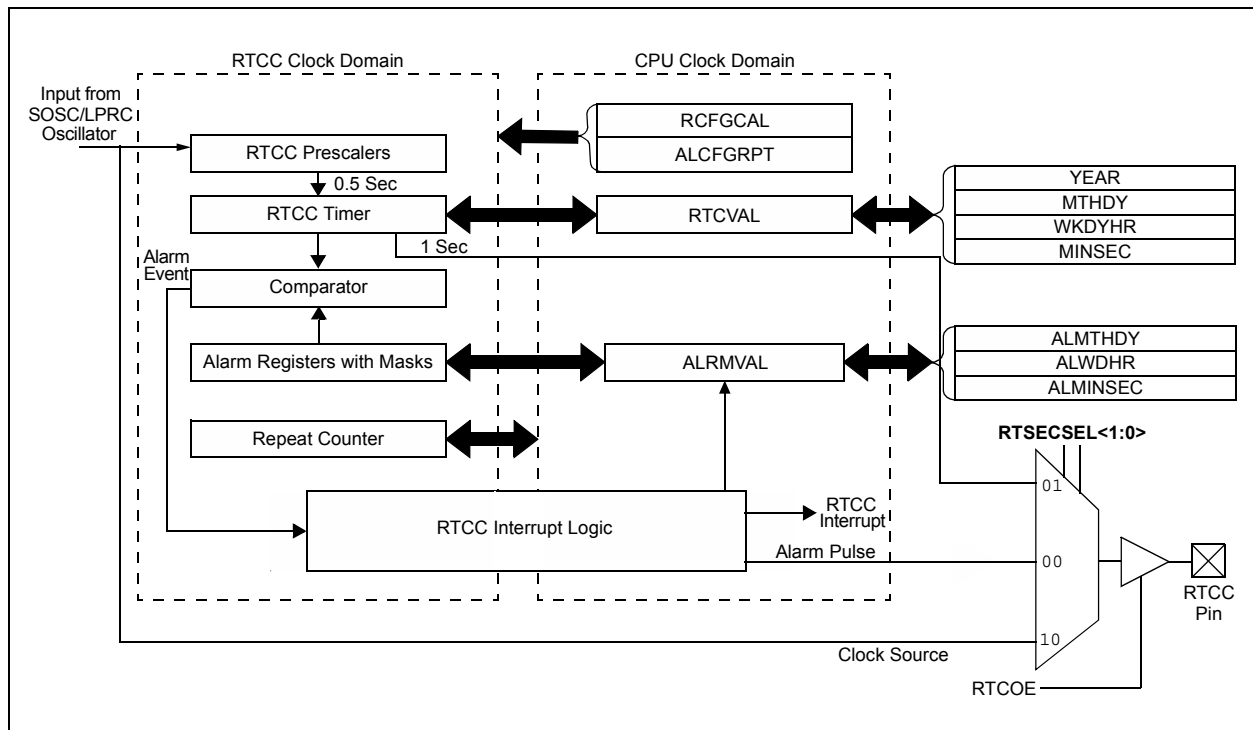 RTCC Clock Domain
CPU Clock Domain
Input from
SOSC/LPRC
Oscillator
RCFGCAL
ALCFGRPT
RTCC Prescalers
0.5 Sec
YEAR
MTHDY
WKDYHR
MINSEC
RTCC Timer
RTCVAL
1 Sec
Alarm
Event
Comparator
ALMTHDY
ALWDHR
ALMINSEC
Alarm Registers with Masks
ALRMVAL
Repeat Counter
RTSECSEL<1:0>
01
RTCC Interrupt Logic
RTCC
Interrupt
Alarm Pulse
00
RTCC
Pin
10
Clock Source
RTCOE